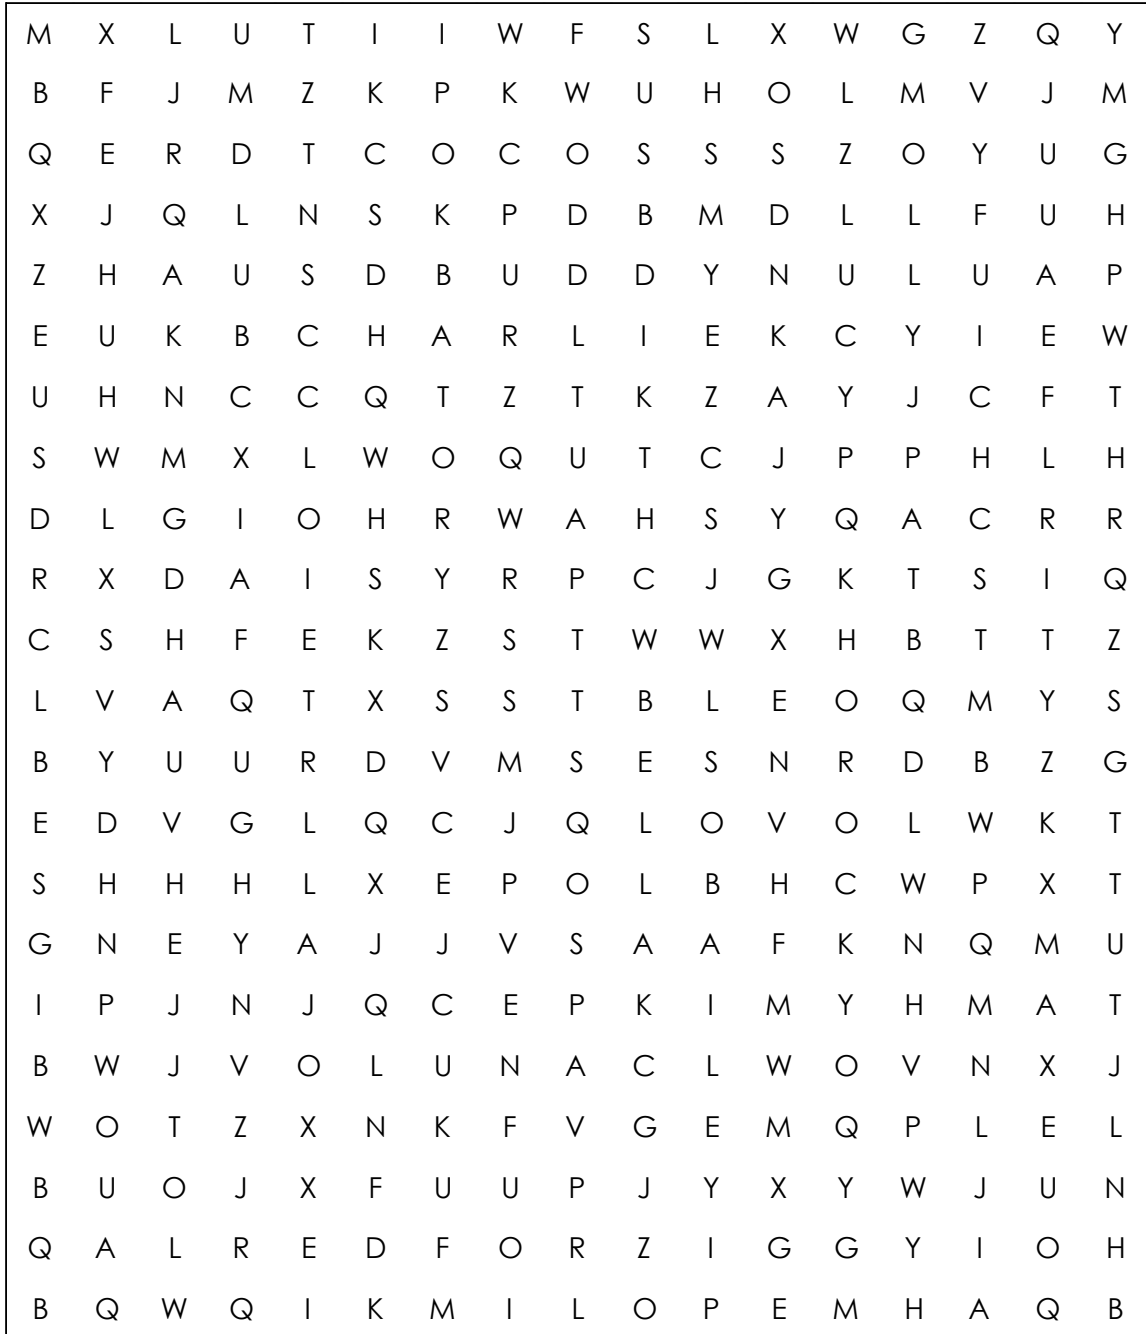 M X L U T I I W F S L X W G Z Q Y
B F J M Z K P K W U H O L M V J M
Q E R D T C O C O S S S Z O Y U G
X J Q L N S K P D B M D L L F U H
Z H A U S D B U D D Y N U L U A P
E U K B C H A R L I E K C Y I E W
U H N C C Q T Z T K Z A Y J C F T
S W M X L W O Q U T C J P P H L H
D L G I O H R W A H S Y Q A C R R
R X D A I S Y R P C J G K T S I Q
C S H F E K Z S T W W X H B T T Z
L V A Q T X S S T B L E O Q M Y S
B Y U U R D V M S E S N R D B Z G
E D V G L Q C J Q L O V O L W K T
S H H H L X E P O L B H C W P X T
G N E Y A J J V S A A F K N Q M U
I P J N J Q C E P K I M Y H M A T
B W J V O L U N A C L W O V N X J
W O T Z X N K F V G E M Q P L E L
B U O J X F U U P J Y X Y W J U N
Q A L R E D F O R Z I G G Y I O H
B Q W Q I K M I L O P E M H A Q B